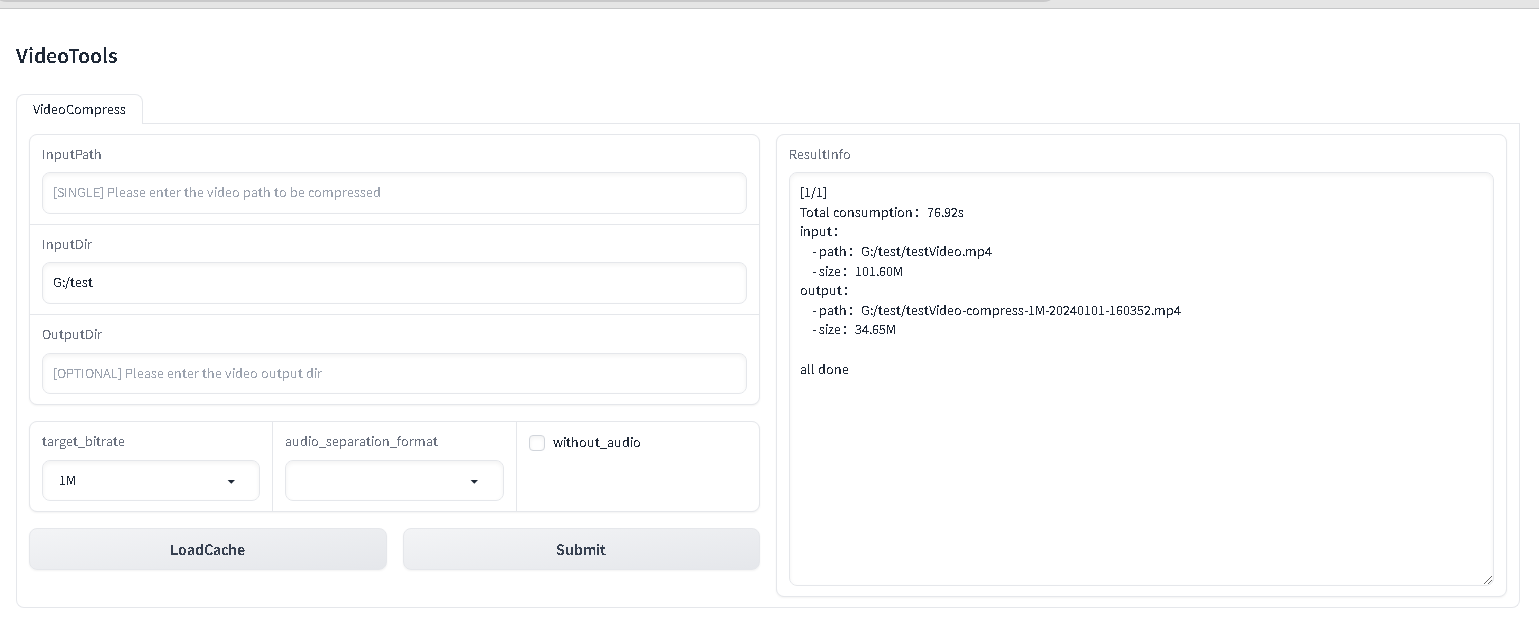 VideoTools
VideoCompress
InputPath
[SINGLE] Please enter the video path to be compressed
InputDir
G:/test
OutputDir
[OPTIONAL] Please enter the video output dir
target_bitrate
1M
audio_separation_format
without_audio
LoadCache
Submit
ResultInfo
[1/1]
Total consumption：76.92s
input：
- path：G:/test/testVideo.mp4
- size：101.60M
output：
- path：G:/test/testVideo-compress-1M-20240101-160352.mp4
- size：34.65M
all done